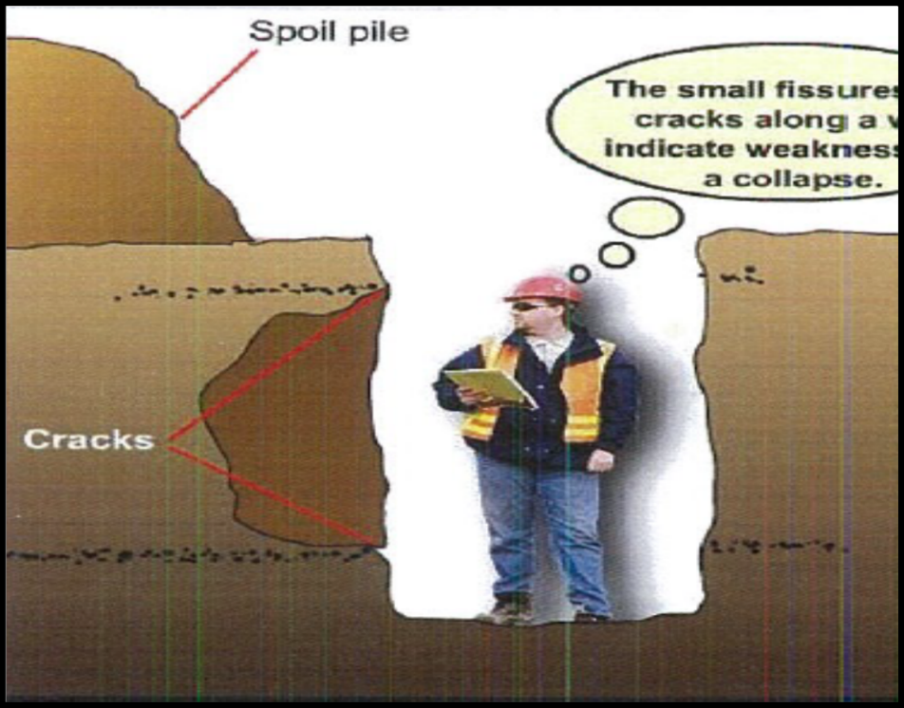 Spoil pile
The small fissures
cracks along a
indicate weakness
a collapse.
Cracks